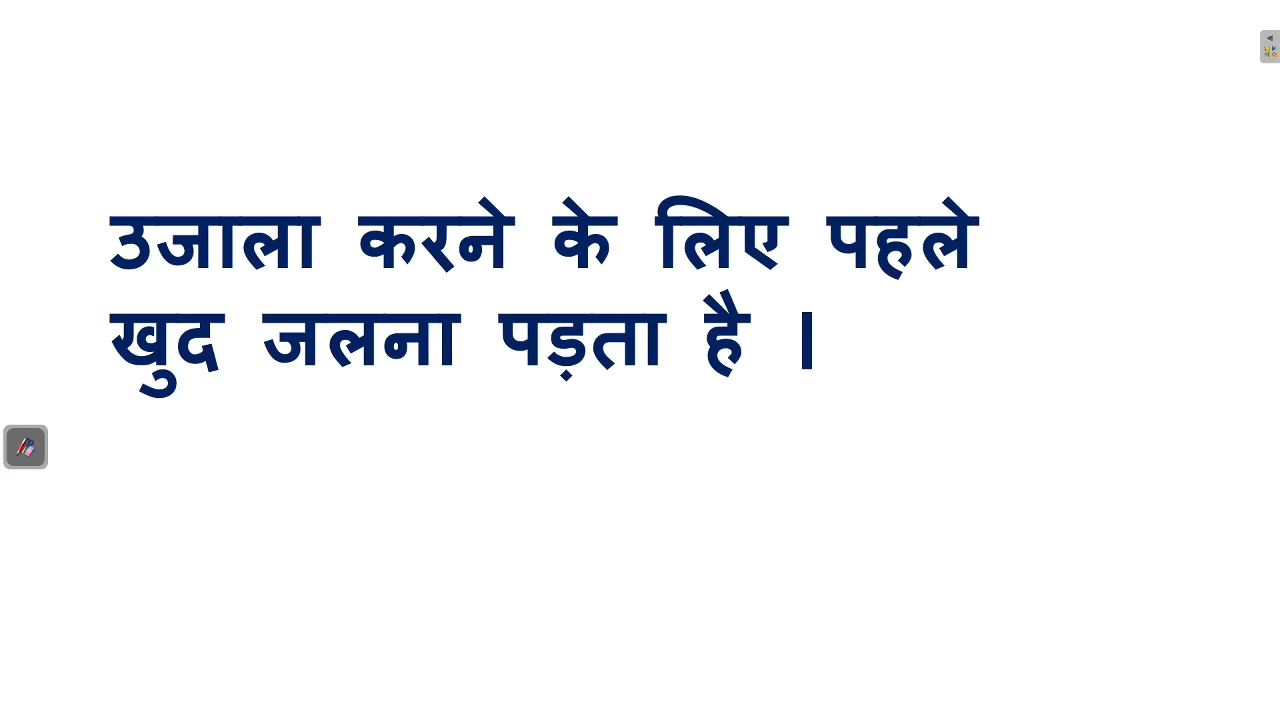 उजाला करने के लिए पहले
खुद जलना पड़ता है ।